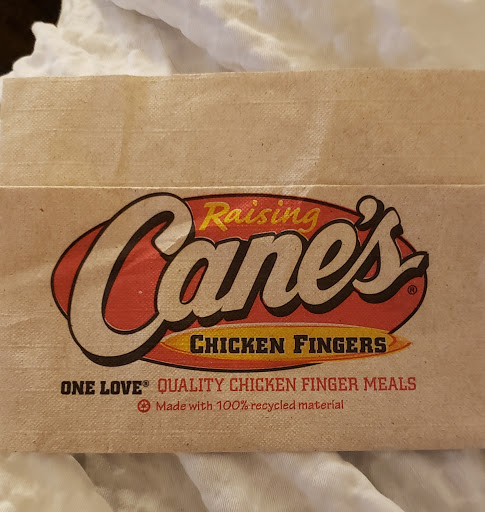 Raising
Cane's®
CHICKEN FINGERS
ONE LOVE® QUALITY CHICKEN FINGER MEALS
Made with 100% recycled material